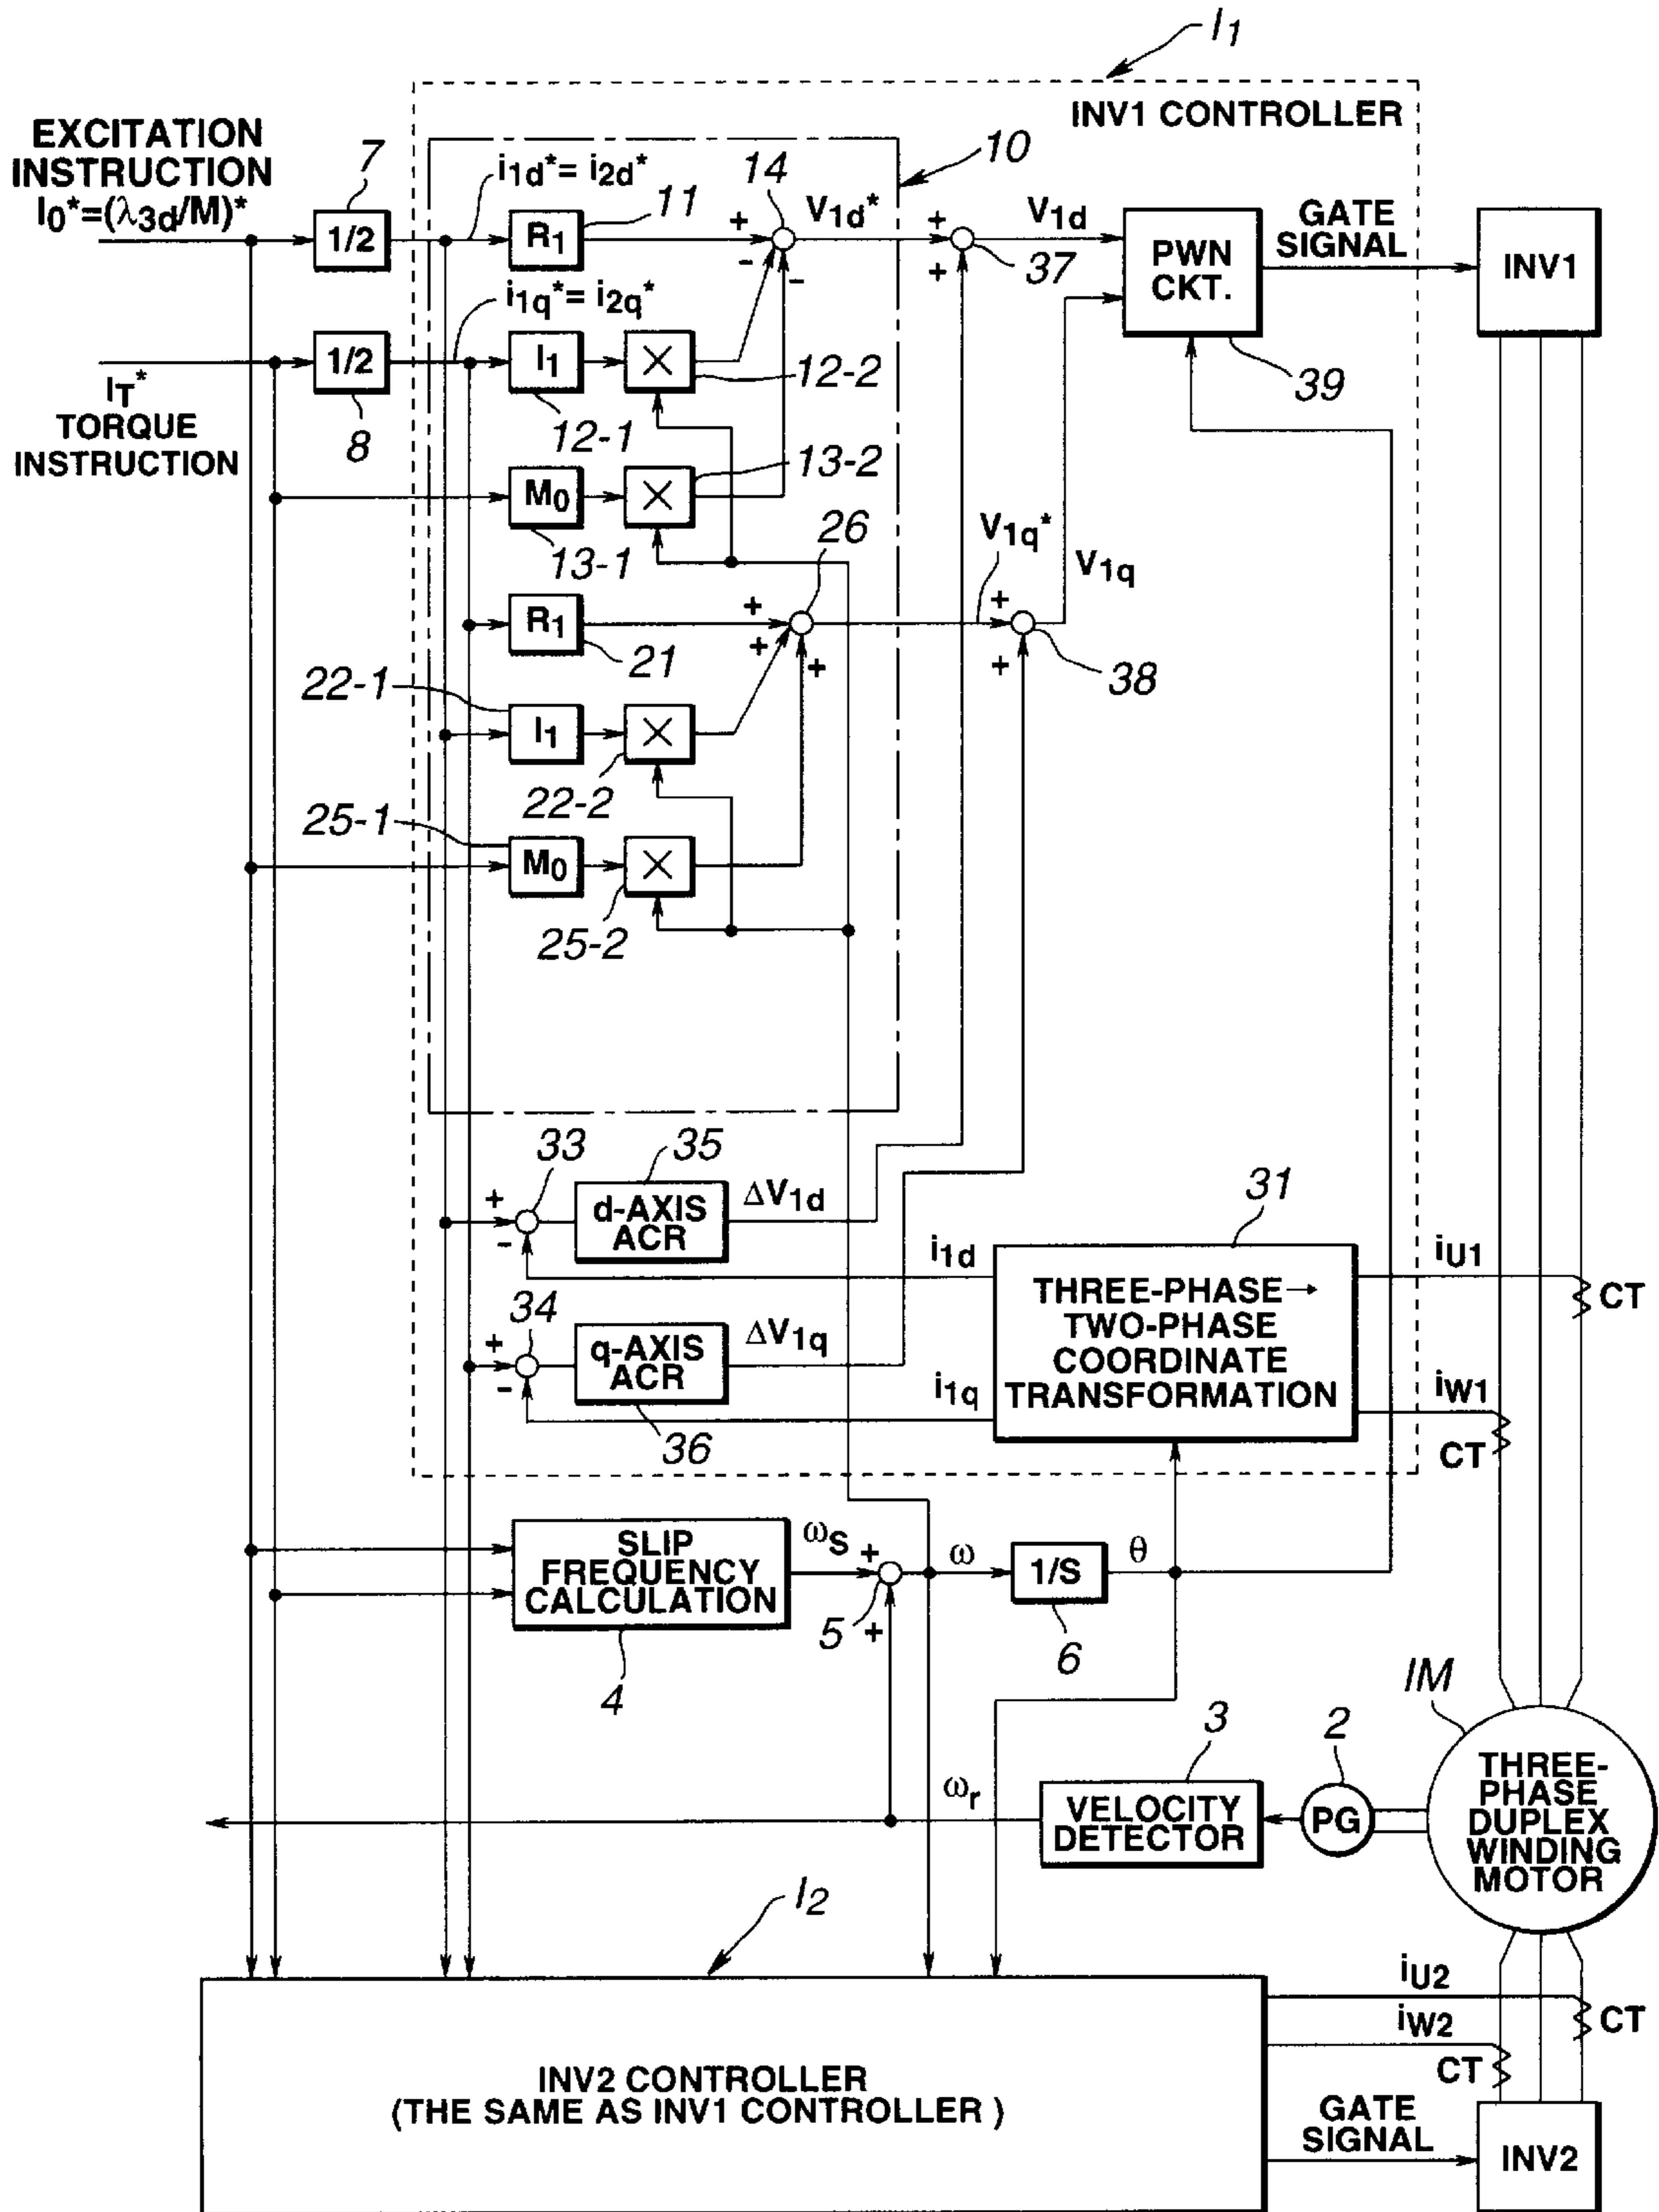 I1
INV1 CONTROLLER
EXCITATION
INSTRUCTION
I0*=(λ3d/M)*
7
1/2
i1d*= i2d*
R1
11
14
10
V1d*
+
-
-
+
+
37
V1d
PWN
CKT.
39
GATE
SIGNAL
INV1
IT*
TORQUE
INSTRUCTION
1/2
8
i1q*= i2q*
I1
12-1
×
12-2
M0
13-1
×
13-2
R1
21
26
+
+
+
V1q*
V1q
+
+
38
22-1
I1
×
22-2
25-1
M0
×
25-2
33
+
-
35
d-AXIS
ACR
ΔV1d
34
+
-
q-AXIS
ACR
36
ΔV1q
i1d
i1q
31
THREE-PHASE→
TWO-PHASE
COORDINATE
TRANSFORMATION
iU1
CT
iW1
CT
SLIP
FREQUENCY
CALCULATION
4
ωS
+
5
+
ω
1/S
6
θ
ωr
3
VELOCITY
DETECTOR
2
PG
IM
THREE-
PHASE
DUPLEX
WINDING
MOTOR
I2
INV2 CONTROLLER
(THE SAME AS INV1 CONTROLLER )
iU2
CT
iW2
CT
GATE
SIGNAL
INV2